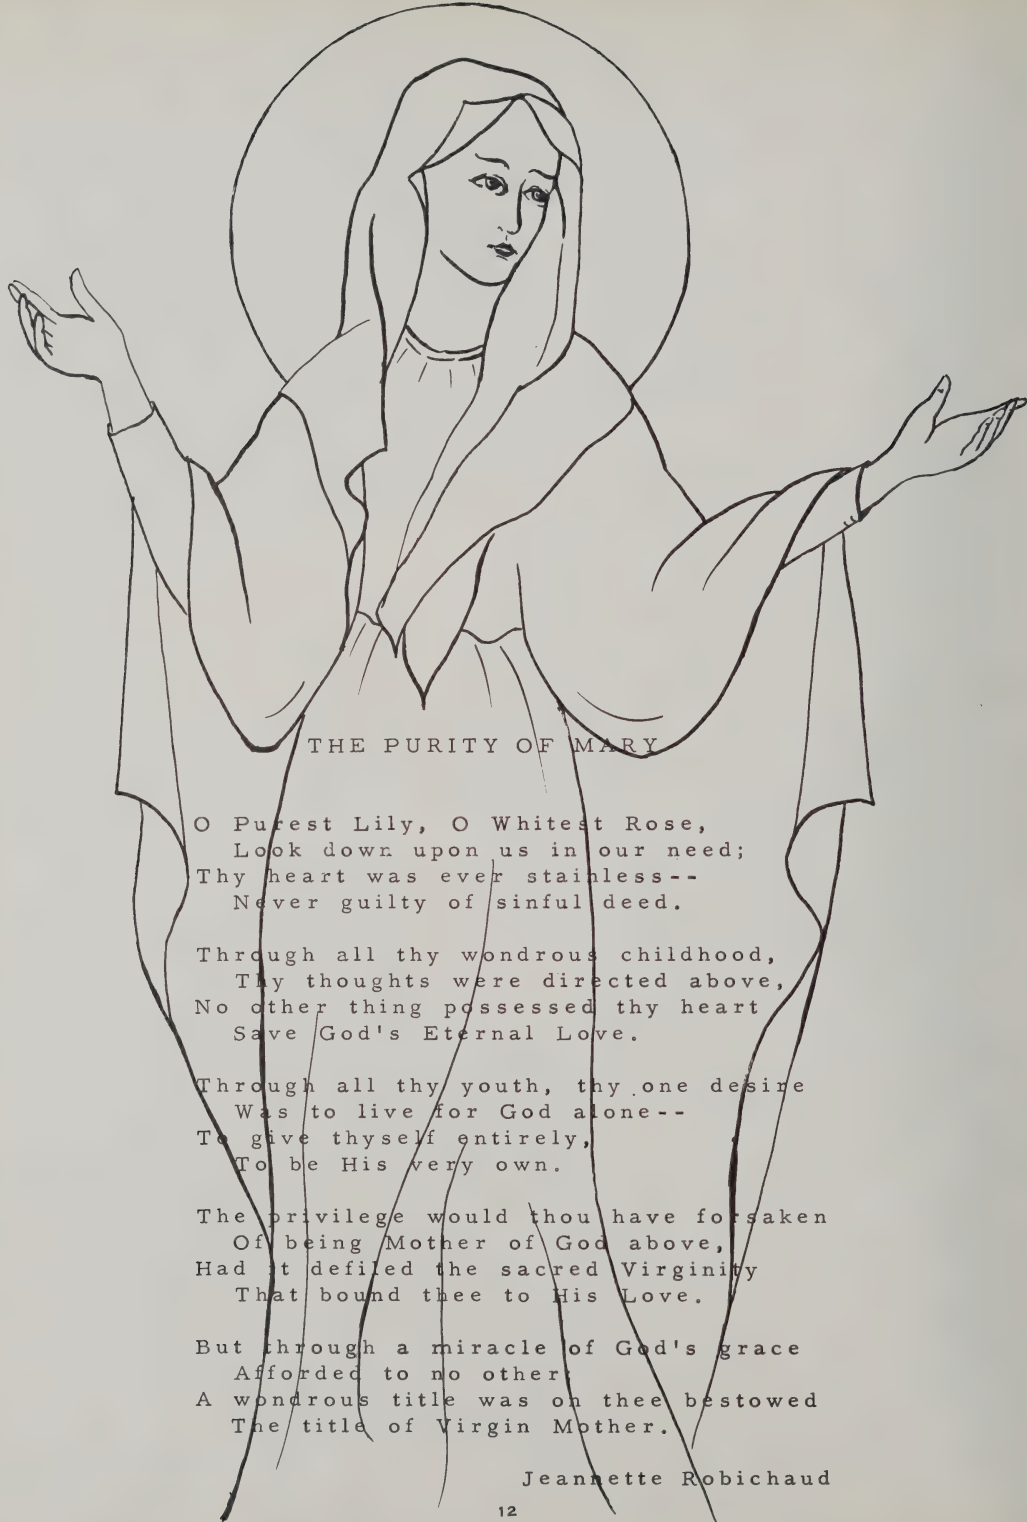 THE PURITY OF MARY
O Purest Lily, O Whitest Rose,
Look down upon us in our need;
Thy heart was ever stainless--
Never guilty of sinful deed.
Through all thy wondrous childhood,
Thy thoughts were directed above,
No other thing possessed thy heart
Save God's Eternal Love.
Through all thy youth, thy one desire
Was to live for God alone--
To give thyself entirely,
To be His very own.
The privilege would thou have forsaken
Of being Mother of God above,
Had it defiled the sacred Virginity
That bound thee to His Love.
But through a miracle of God's grace
Afforded to no other;
A wondrous title was on thee bestowed
The title of Virgin Mother.
Jeannette Robichaud
12